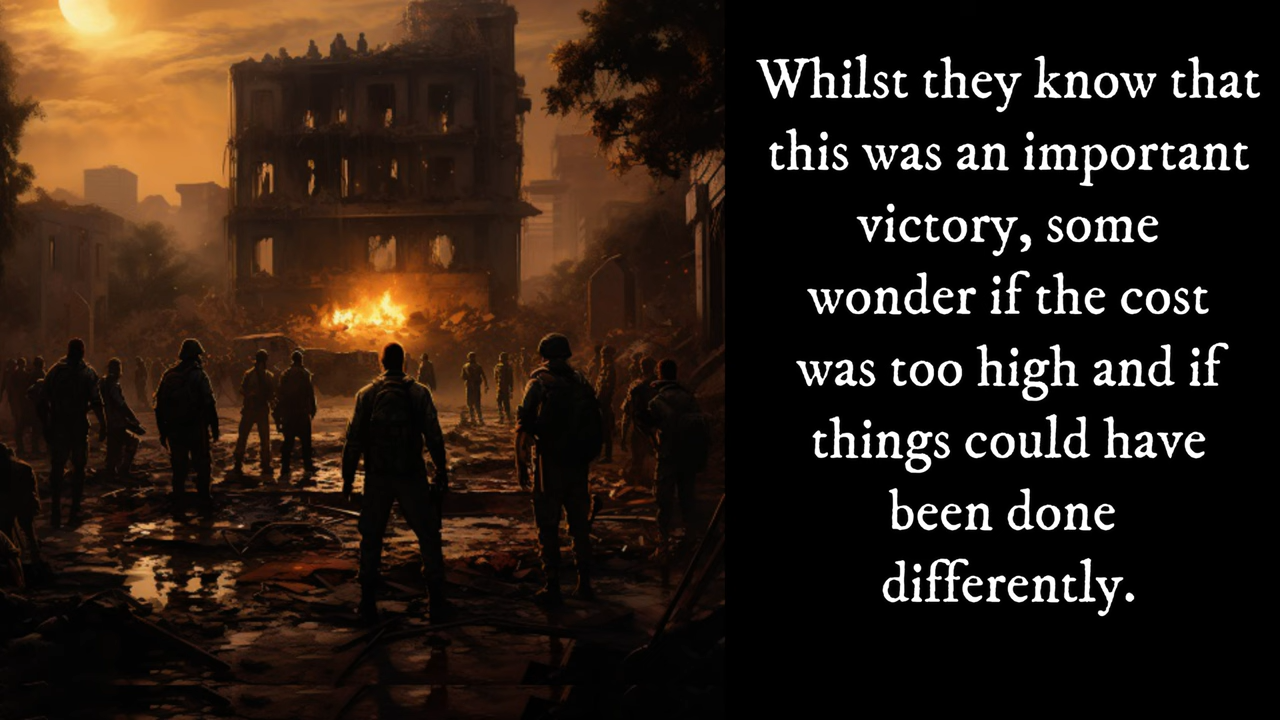 Whilst they know that
this was an important
victory, some
wonder if the cost
was too high and if
things could have
been done
differently.